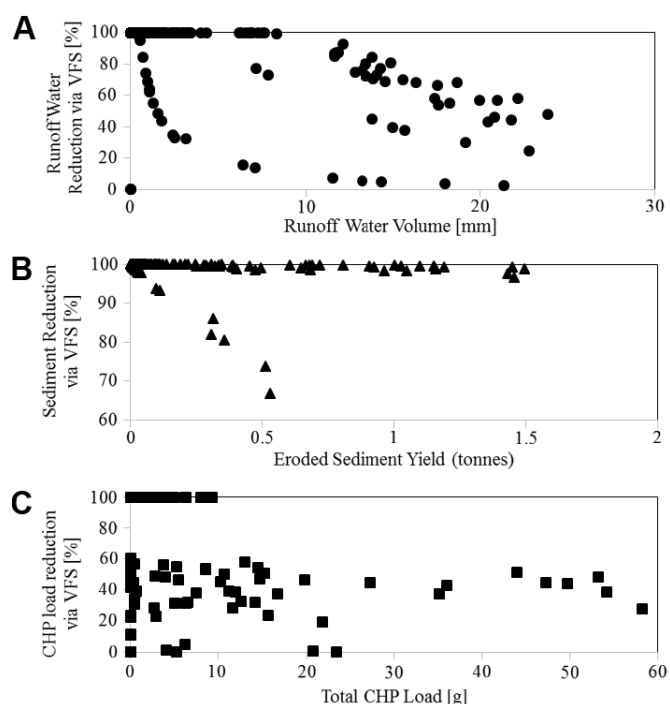 A
Runoff Water
Reduction via VFS [%]
100
80
60
40
20
0
0
10
20
30
Runoff Water Volume [mm]
B
Sediment Reduction
via VFS [%]
100
90
80
70
60
0
0.5
1
1.5
2
Eroded Sediment Yield (tonnes)
C
CHP load reduction
via VFS [%]
100
80
60
40
20
0
0
10
20
30
40
50
60
Total CHP Load [g]